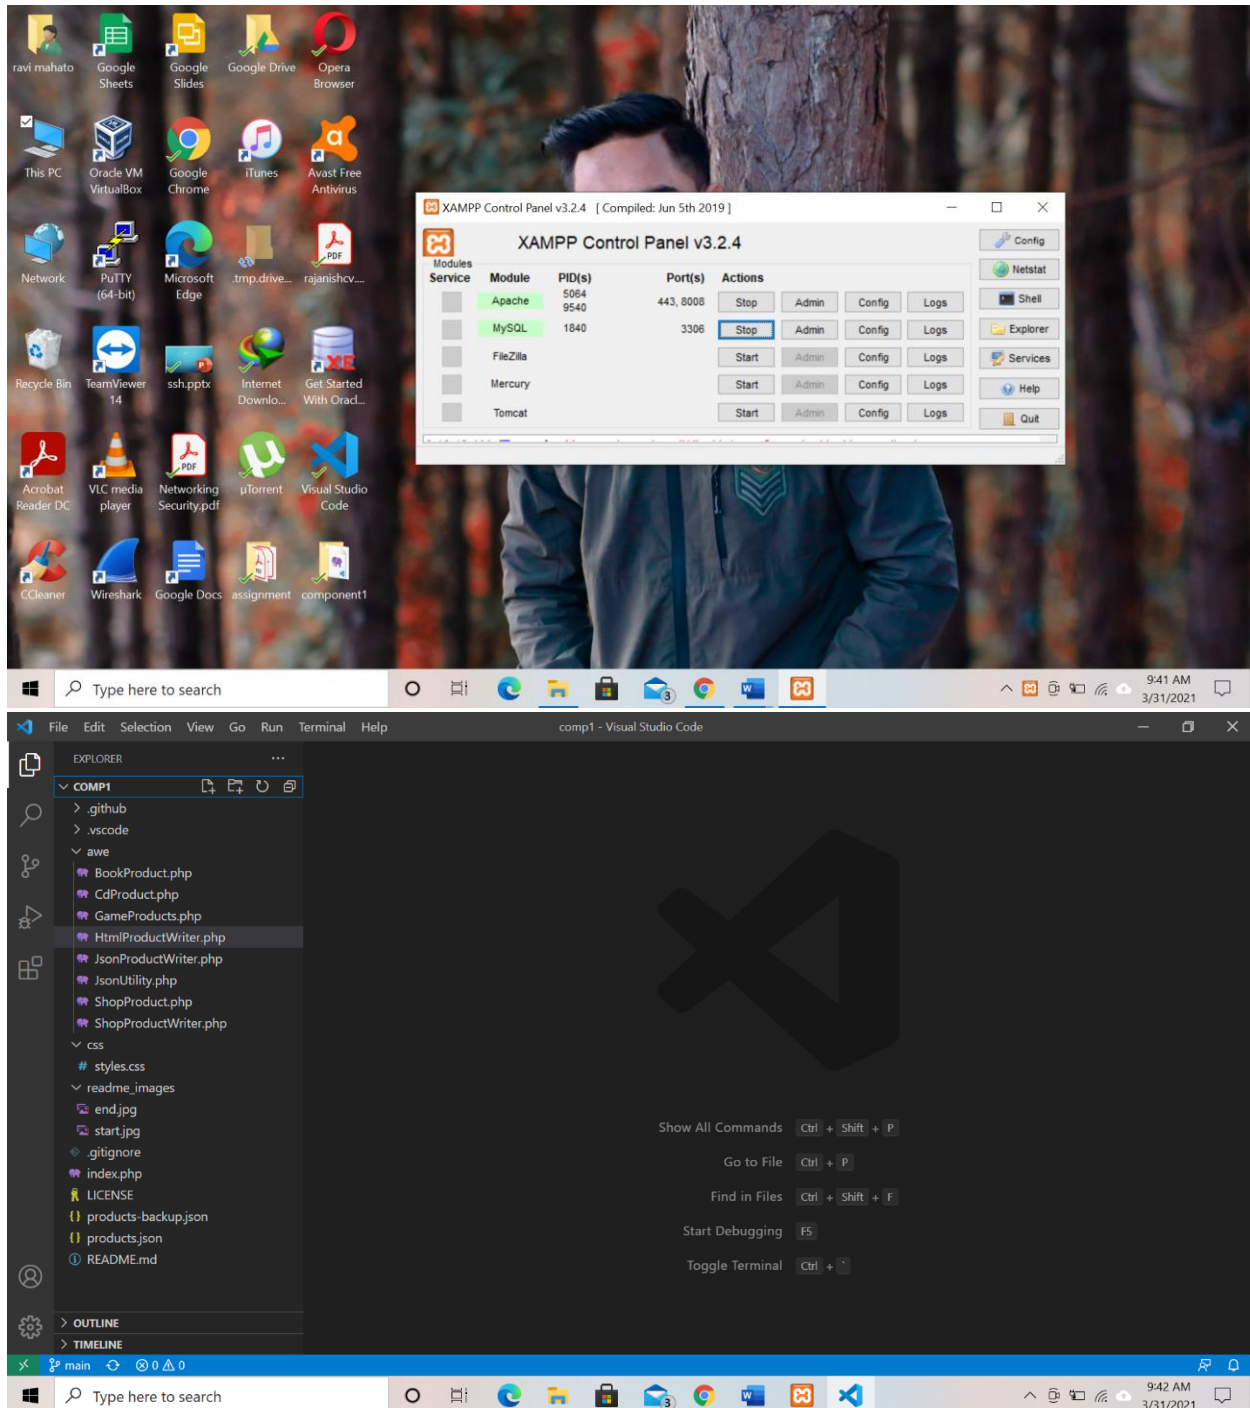 ravi mahato
Google Sheets
Google Slides
Google Drive
Opera Browser
This PC
Oracle VM VirtualBox
Google Chrome
iTunes
Avast Free Antivirus
Network
PuTTY (64-bit)
Microsoft Edge
.tmp.drive...
PDF
rajanishcv....
Recycle Bin
TeamViewer 14
ssh.pptx
Internet Downlo...
XE
Get Started With Oracl...
Acrobat Reader DC
VLC media player
PDF
Networking Security.pdf
µTorrent
Visual Studio Code
CCleaner
Wireshark
Google Docs
assignment
component1
XAMPP Control Panel v3.2.4 [ Compiled: Jun 5th 2019 ]
XAMPP Control Panel v3.2.4
Modules
Service Module PID(s) Port(s) Actions
Apache 5064 9540 443, 8008 Stop Admin Config Logs
MySQL 1840 3306 Stop Admin Config Logs
FileZilla Start Admin Config Logs
Mercury Start Admin Config Logs
Tomcat Start Admin Config Logs
Config
Netstat
Shell
Explorer
Services
Help
Quit
Type here to search
3
9:41 AM
3/31/2021
File Edit Selection View Go Run Terminal Help
comp1 - Visual Studio Code
EXPLORER
COMP1
.github
.vscode
awe
BookProduct.php
CdProduct.php
GameProducts.php
HtmlProductWriter.php
JsonProductWriter.php
JsonUtility.php
ShopProduct.php
ShopProductWriter.php
css
# styles.css
readme_images
end.jpg
start.jpg
.gitignore
index.php
LICENSE
{} products-backup.json
{} products.json
README.md
OUTLINE
TIMELINE
Show All Commands Ctrl + Shift + P
Go to File Ctrl + P
Find in Files Ctrl + Shift + F
Start Debugging F5
Toggle Terminal Ctrl + `
main 0 0
Type here to search
3
9:42 AM
3/31/2021